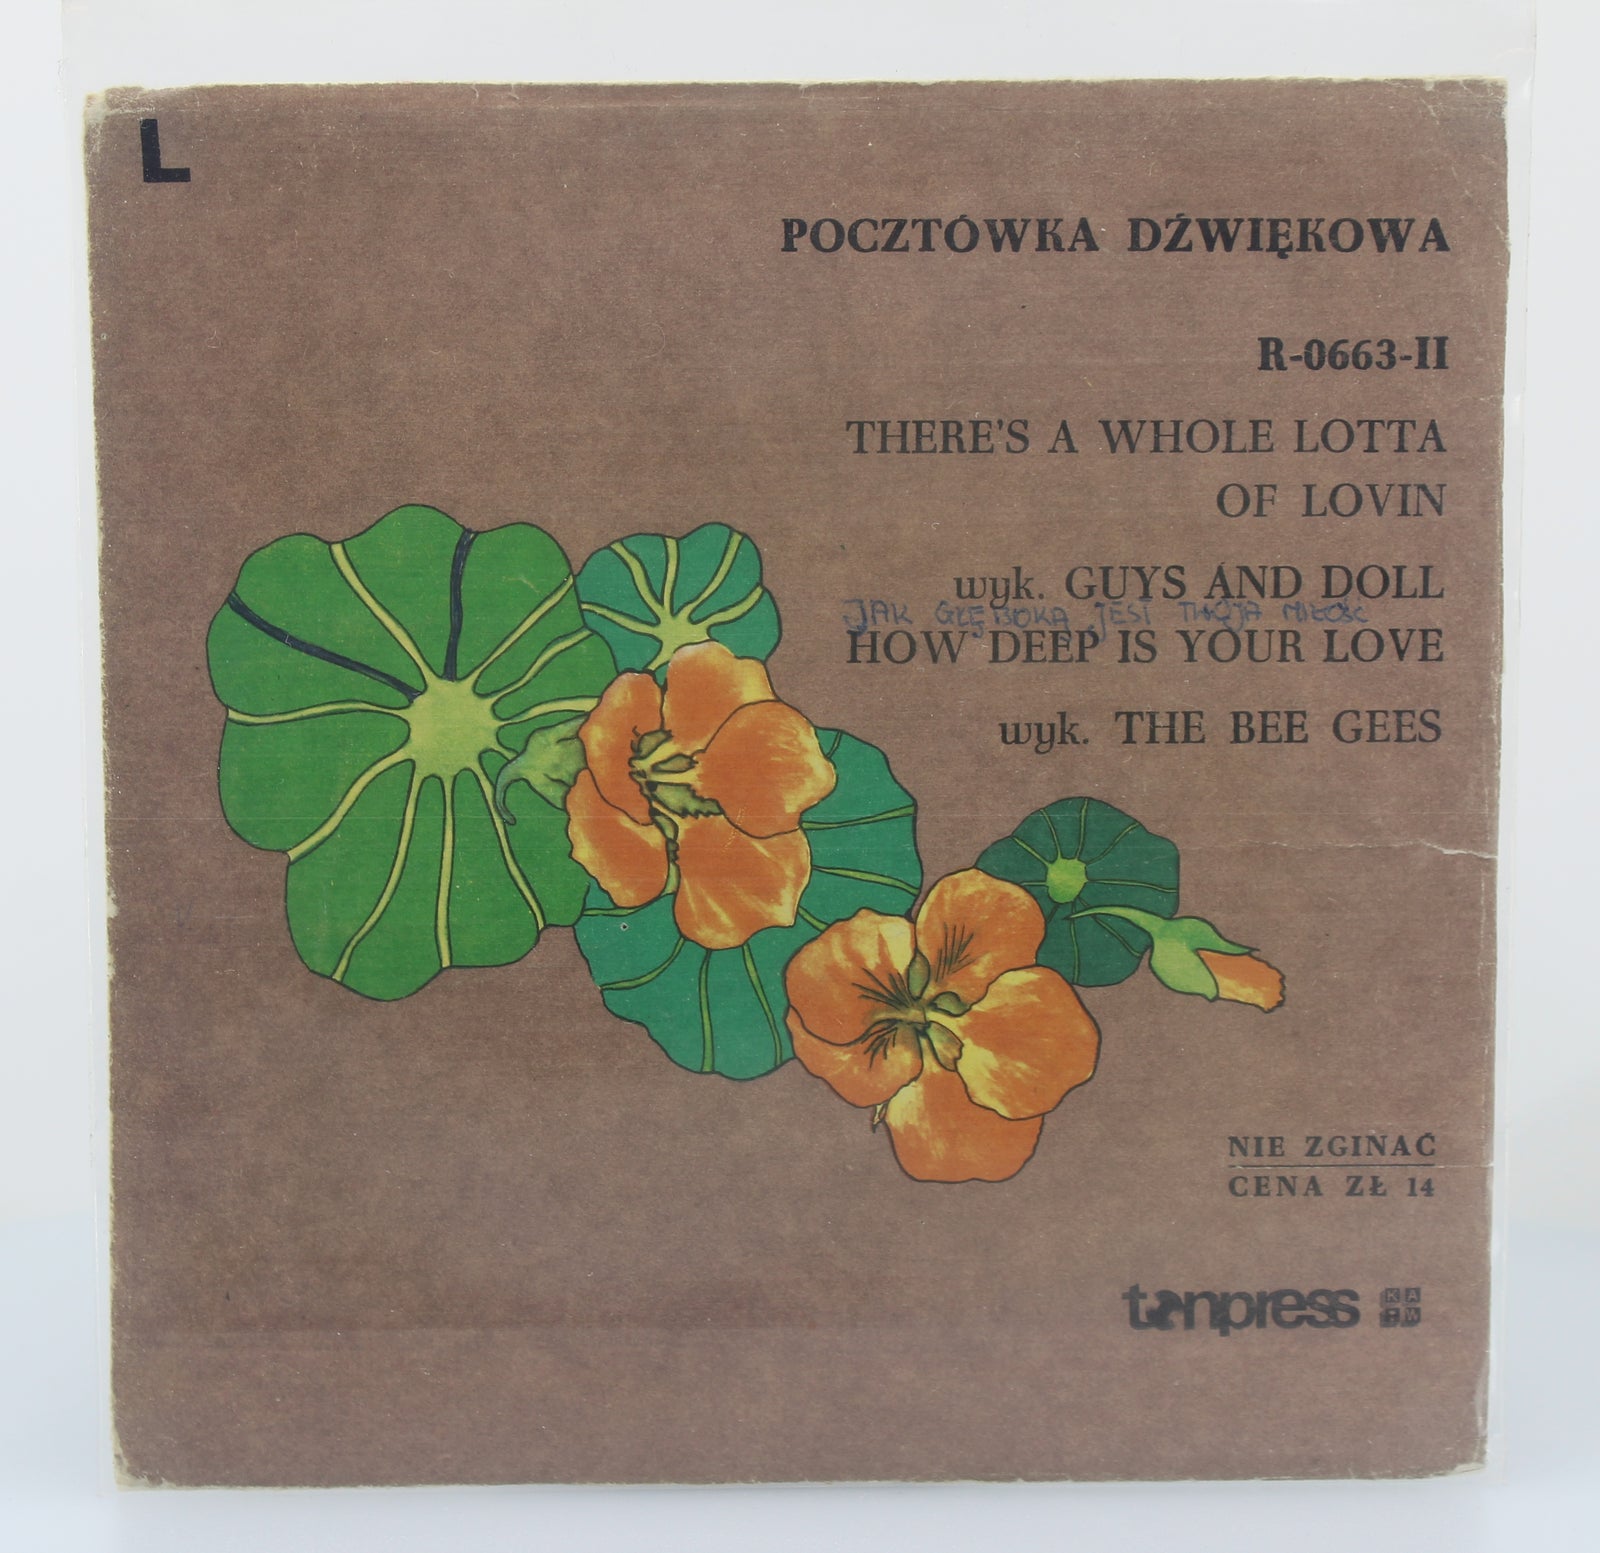 L
POCZTÓWKA DŹWIĘKOWA
R-0663-II
THERE'S A WHOLE LOTTA
OF LOVIN
wyk. GUYS AND DOLL
JAK GŁĘBOKA JEST TWOJA MIŁOŚĆ
HOW DEEP IS YOUR LOVE
wyk. THE BEE GEES
NIE ZGINAĆ
CENA ZŁ 14
tonpress KAW